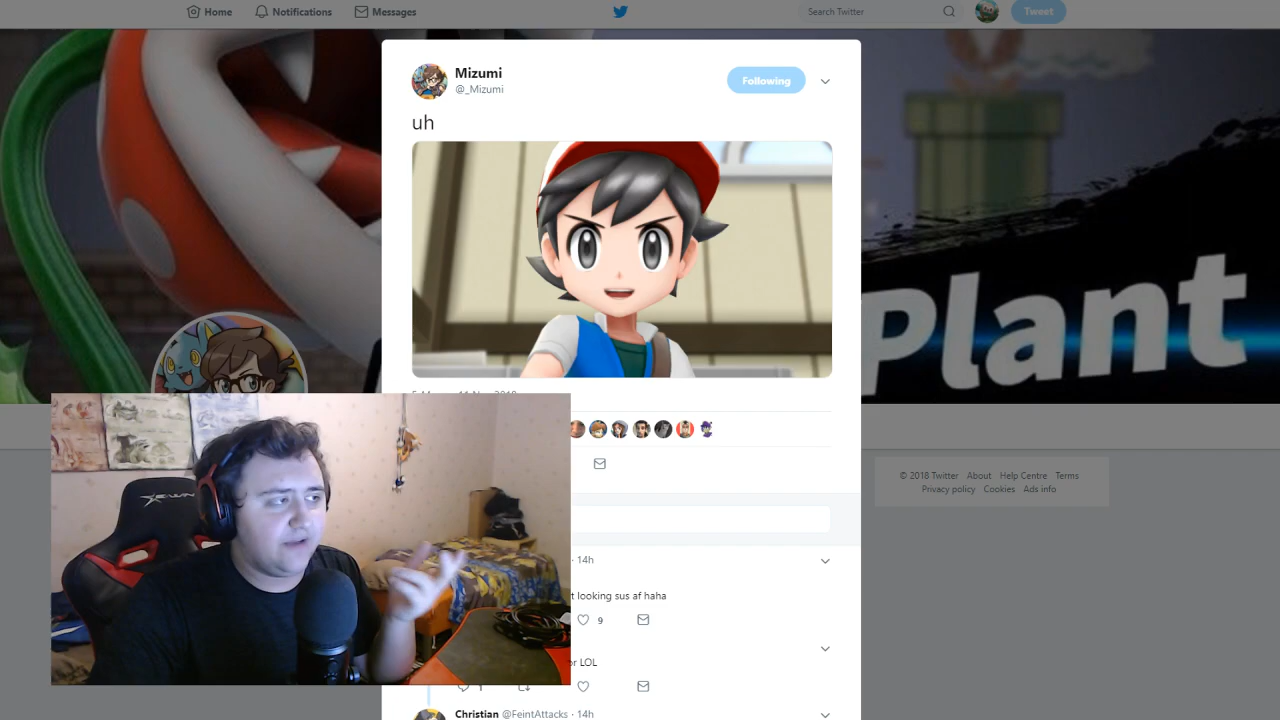 Home Notifications Messages Search Twitter Tweet
Mizumi
@_Mizumi
Following
uh
Plant
© 2018 Twitter About Help Centre Terms
Privacy policy Cookies Ads info
· 14h
looking sus af haha
9
LOL
1
Christian @FeintAttacks · 14h